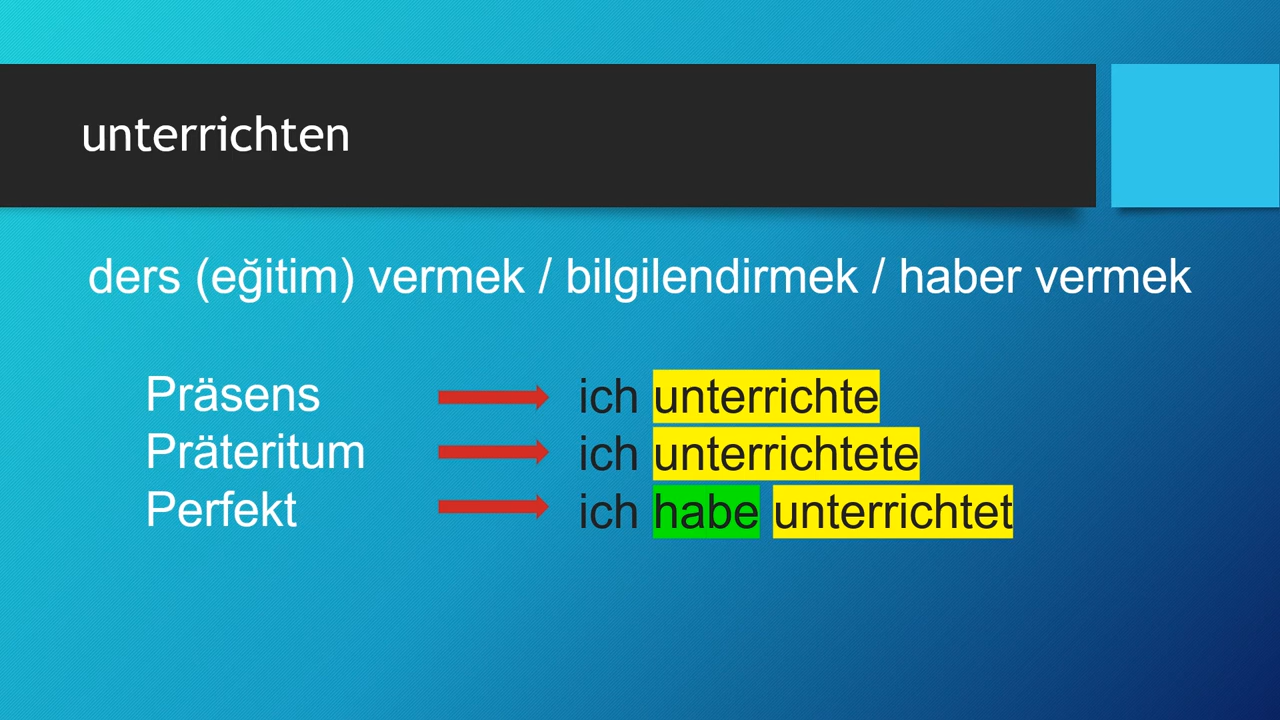 unterrichten
ders (eğitim) vermek / bilgilendirmek / haber vermek
Präsens ich unterrichte
Präteritum ich unterrichtete
Perfekt ich habe unterrichtet